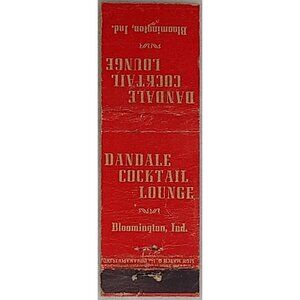 DANDALE
COCKTAIL
LOUNGE
Bloomington, Ind.
DANDALE
COCKTAIL
LOUNGE
Bloomington, Ind.